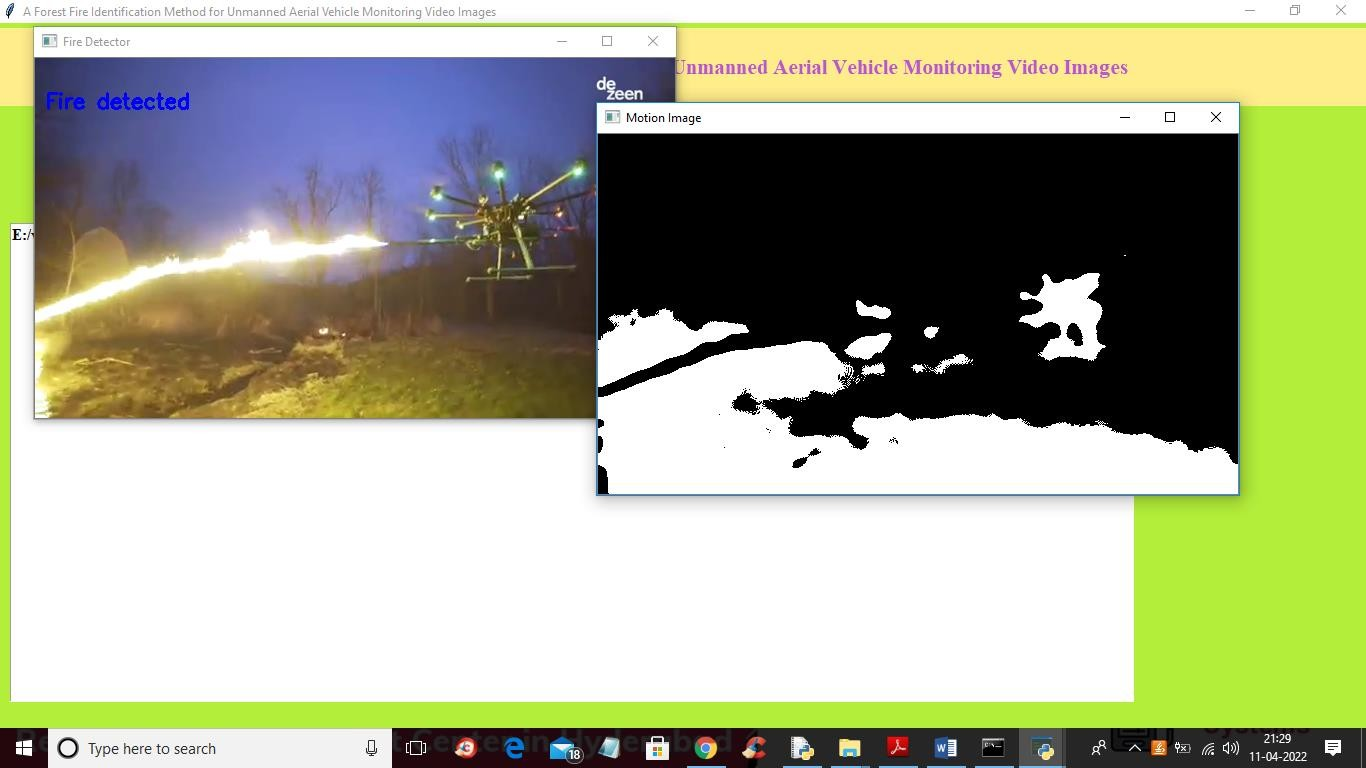 A Forest Fire Identification Method for Unmanned Aerial Vehicle Monitoring Video Images
Unmanned Aerial Vehicle Monitoring Video Images
Fire Detector
Fire detected
de
zeen
Motion Image
E:/
Type here to search
18
21:29
11-04-2022